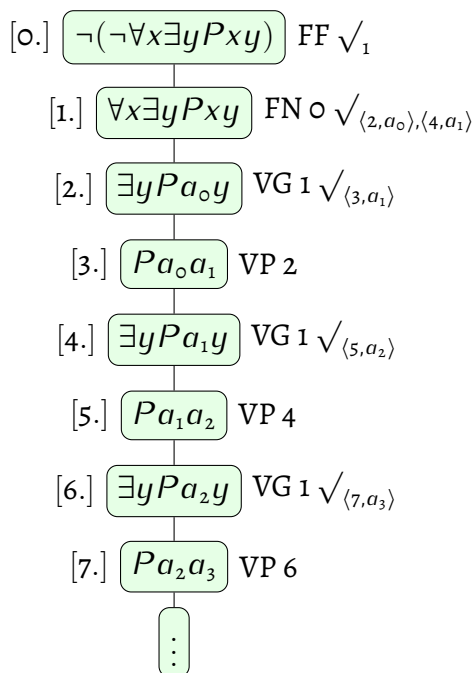 [0.] ¬(¬∀x∃yPxy) FF √₁
[1.] ∀x∃yPxy FN 0 √⟨2,a₀⟩,⟨4,a₁⟩
[2.] ∃yPa₀y VG 1 √⟨3,a₁⟩
[3.] Pa₀a₁ VP 2
[4.] ∃yPa₁y VG 1 √⟨5,a₂⟩
[5.] Pa₁a₂ VP 4
[6.] ∃yPa₂y VG 1 √⟨7,a₃⟩
[7.] Pa₂a₃ VP 6
⋮